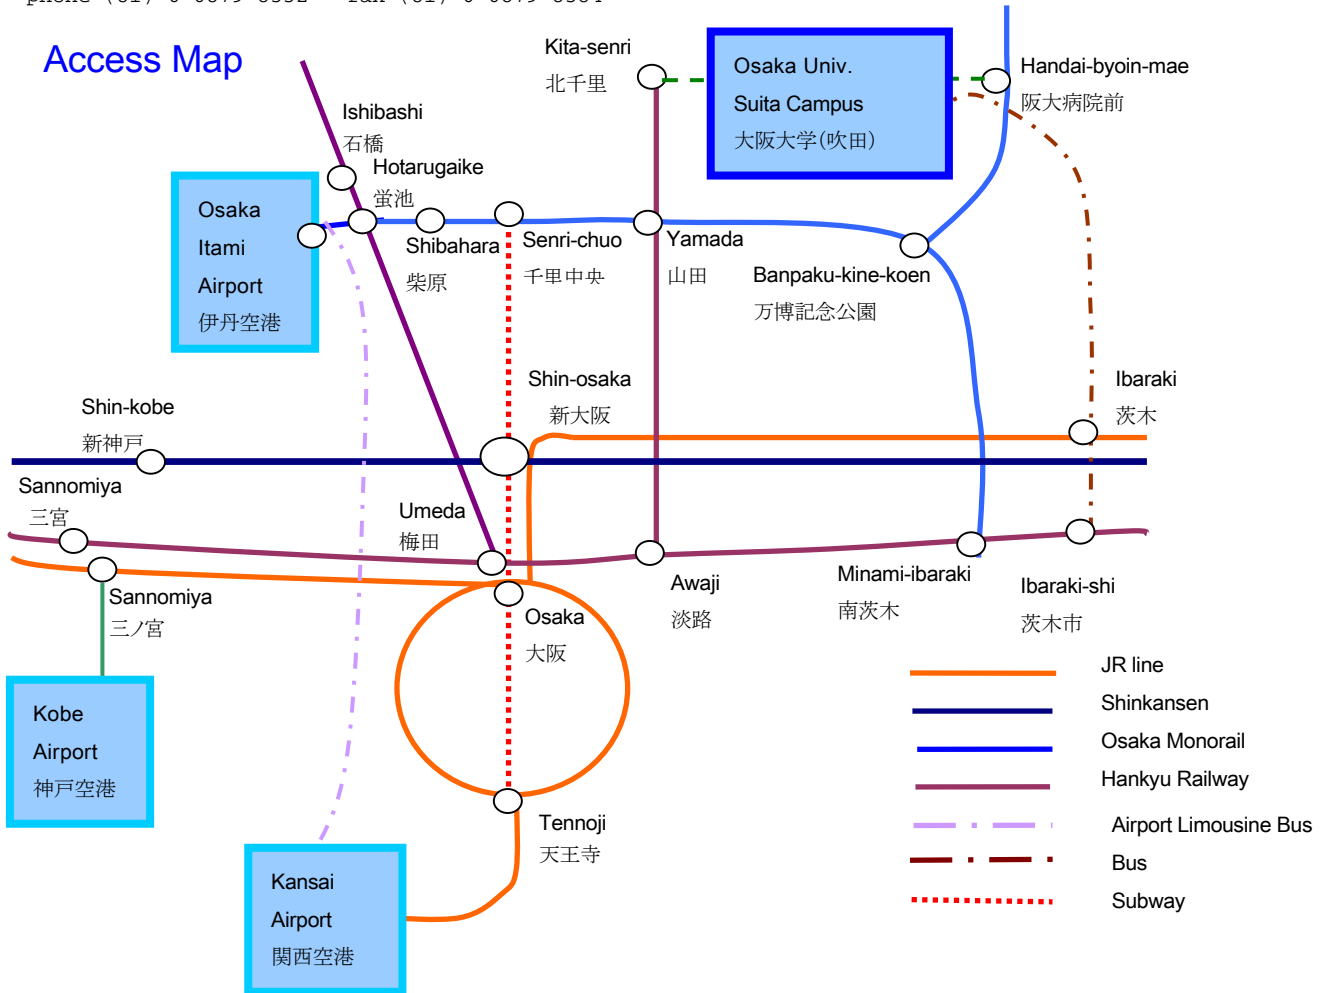 Access Map
Kita-senri
北千里
Osaka Univ.
Suita Campus
大阪大学(吹田)
Handai-byoin-mae
阪大病院前
Ishibashi
石橋
Hotarugaike
蛍池
Osaka
Itami
Airport
伊丹空港
Shibahara
柴原
Senri-chuo
千里中央
Yamada
山田
Banpaku-kine-koen
万博記念公園
Shin-osaka
新大阪
Ibaraki
茨木
Shin-kobe
新神戸
Sannomiya
三宮
Umeda
梅田
Sannomiya
三ノ宮
Osaka
大阪
Awaji
淡路
Minami-ibaraki
南茨木
Ibaraki-shi
茨木市
Kobe
Airport
神戸空港
Tennoji
天王寺
Kansai
Airport
関西空港
JR line
Shinkansen
Osaka Monorail
Hankyu Railway
Airport Limousine Bus
Bus
Subway